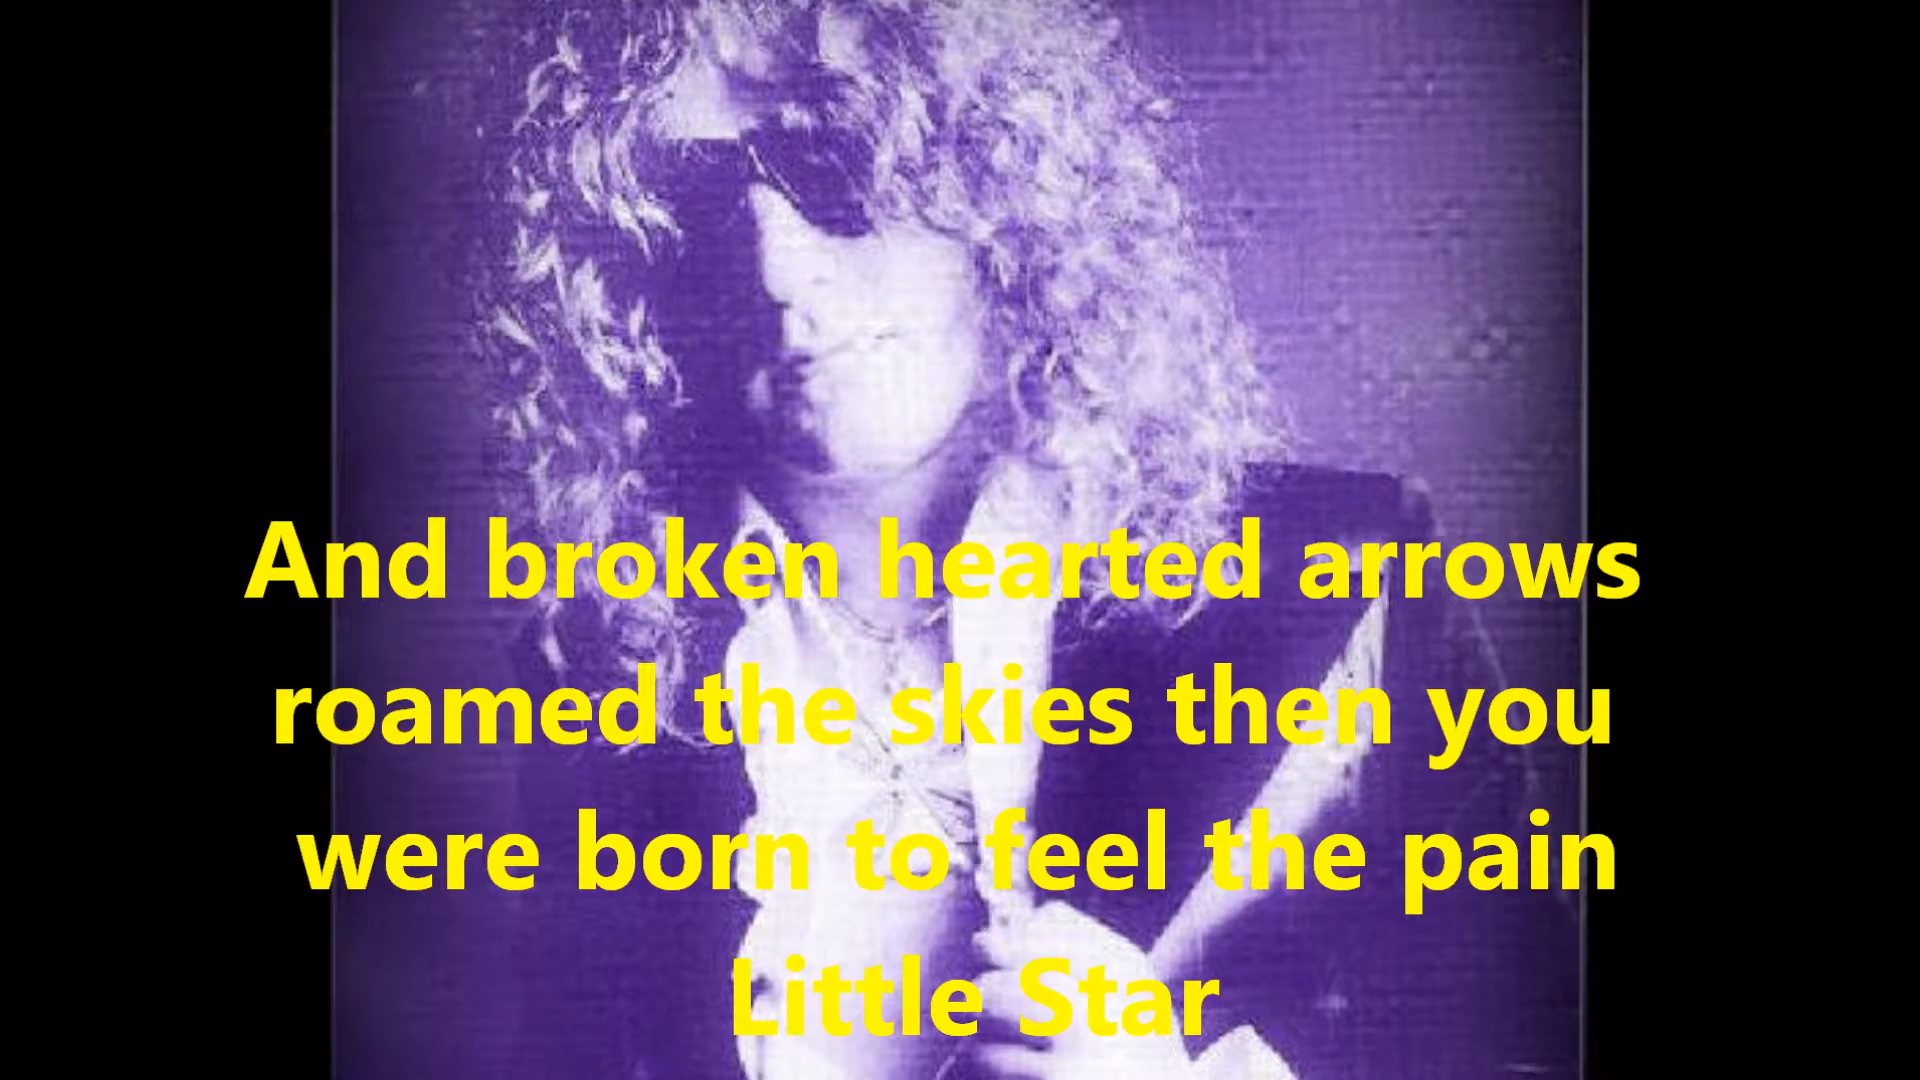 And broken hearted arrows
roamed the skies then you
were born to feel the pain
Little Star